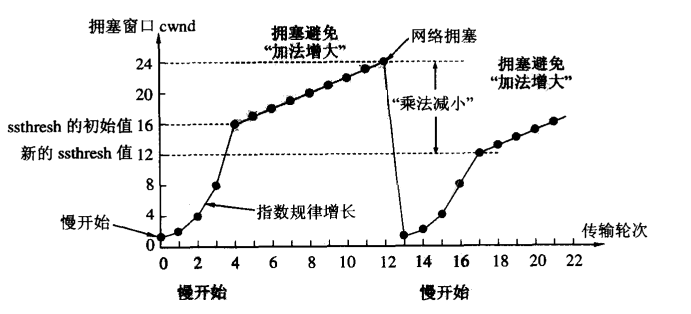 拥塞窗口 cwnd
拥塞避免
“加法增大”
网络拥塞
拥塞避免
“加法增大”
24
20
“乘法减小”
ssthresh 的初始值 16
新的 ssthresh 值 12
8
指数规律增长
慢开始
4
0
传输轮次
0 2 4 6 8 10 12 14 16 18 20 22
慢开始
慢开始